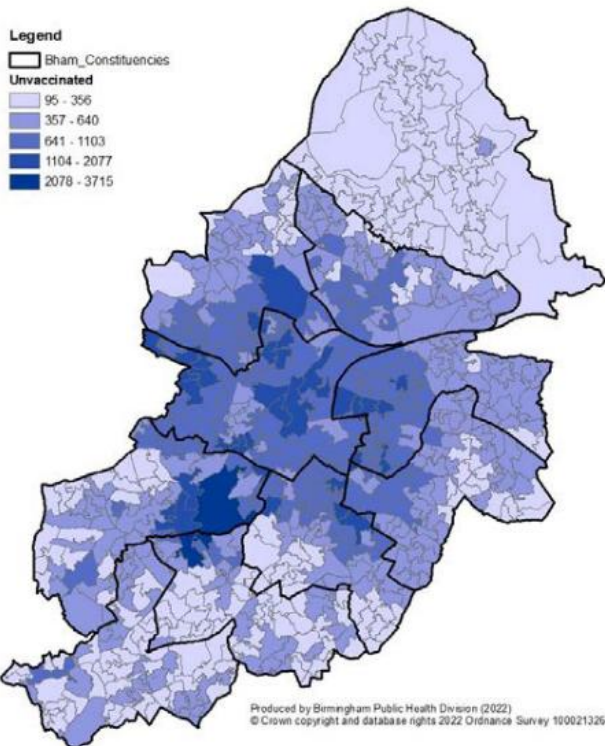 Legend
Bham_Constituencies
Unvaccinated
95 - 356
357 - 640
641 - 1103
1104 - 2077
2078 - 3715
Produced by Birmingham Public Health Division (2022)
© Crown copyright and database rights 2022 Ordnance Survey 100021326